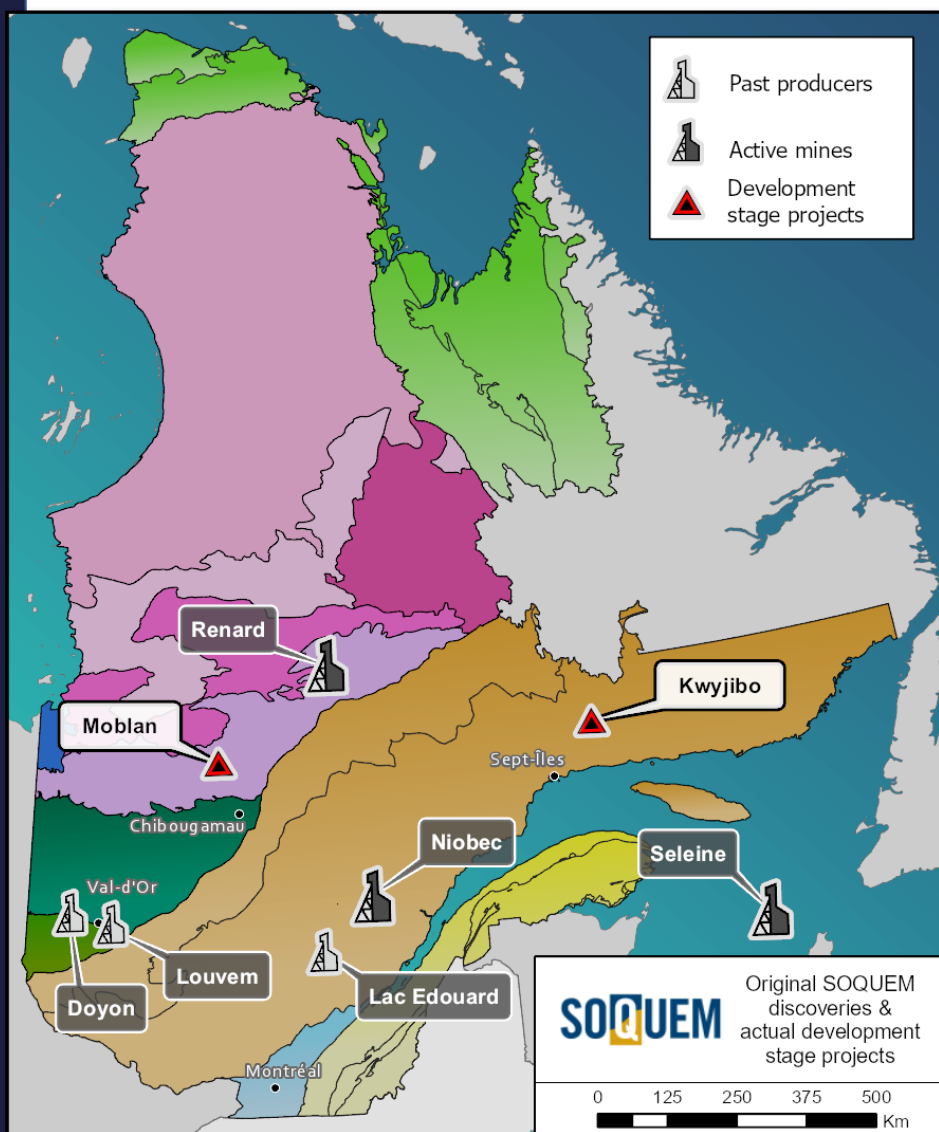 Past producers
Active mines
Development
stage projects
Renard
Kwyjibo
Moblan
Sept-Îles
Chibougamau
Niobec
Seleine
Val-d'Or
Louvem
Doyon
Lac Edouard
Montréal
SOQUEM
Original SOQUEM
discoveries &
actual development
stage projects
0 125 250 375 500
Km